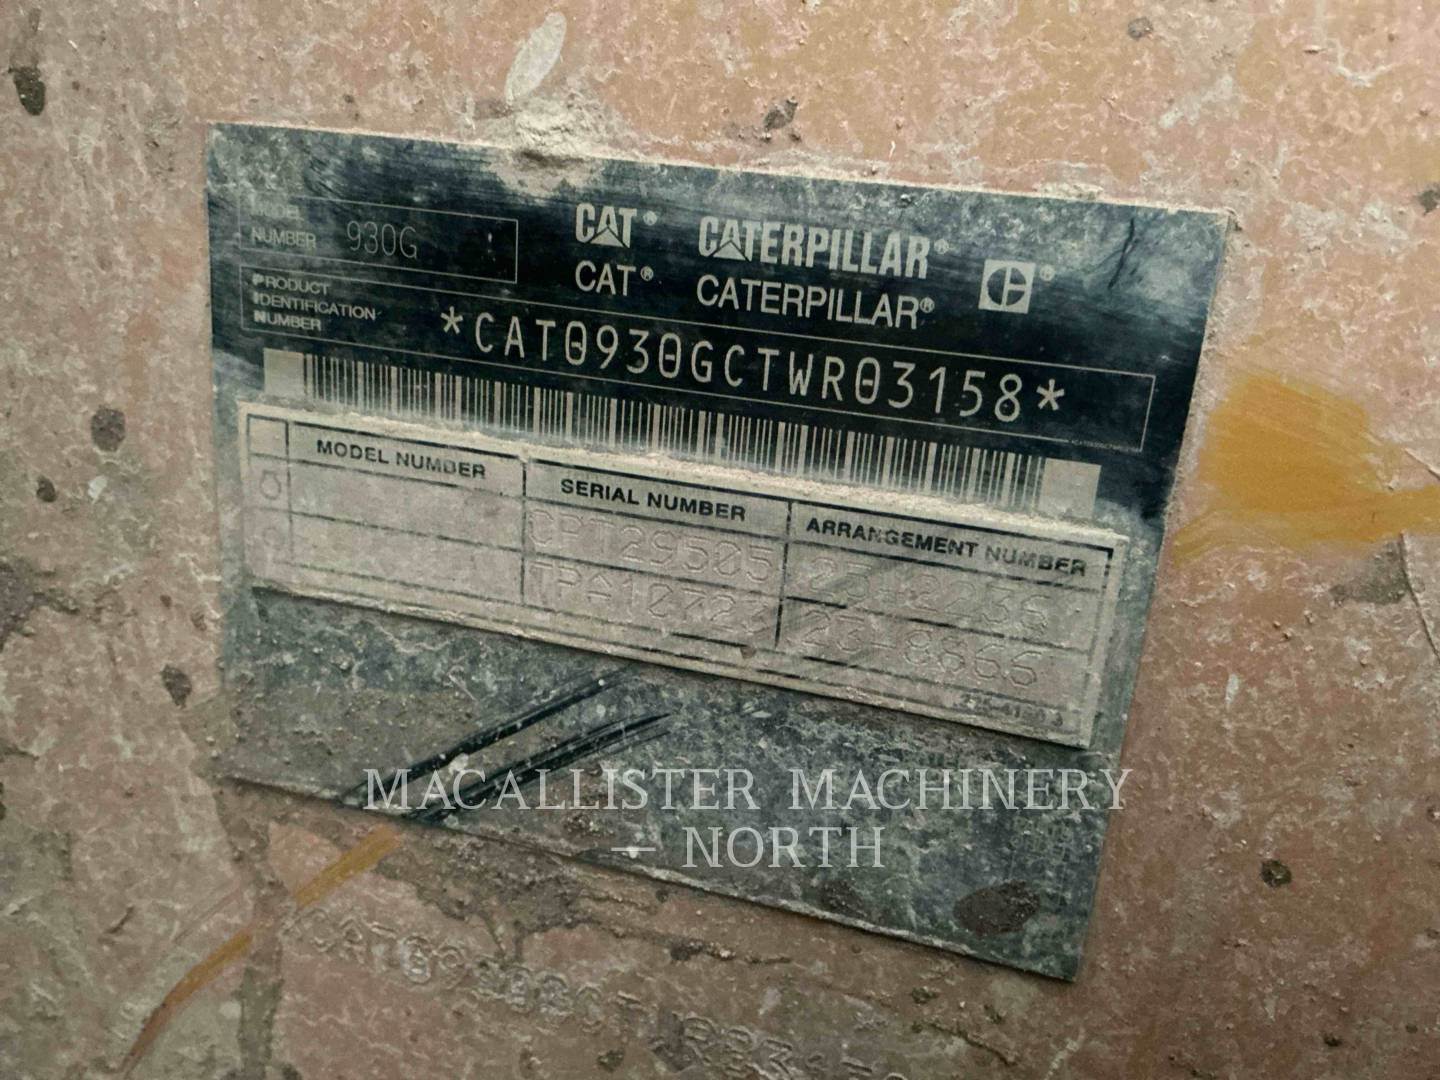 MODEL
NUMBER 930G
CAT® CATERPILLAR®
CAT® CATERPILLAR®
PRODUCT
IDENTIFICATION
NUMBER
*CAT0930GCTWR03158*
MODEL NUMBER SERIAL NUMBER ARRANGEMENT NUMBER
CPT29505
TPA10723
MACALLISTER MACHINERY
— NORTH